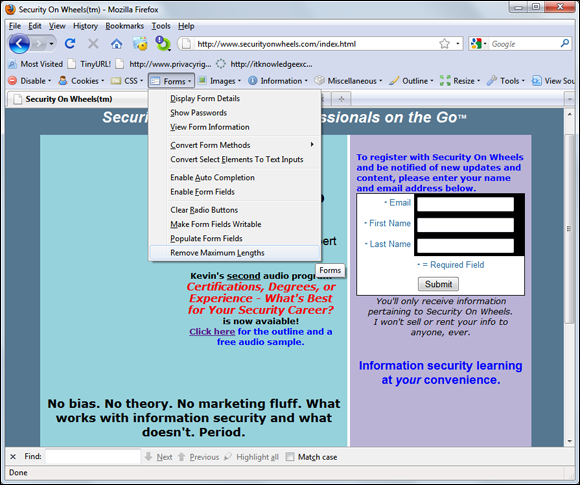 Security On Wheels(tm) - Mozilla Firefox
File Edit View History Bookmarks Tools Help
http://www.securityonwheels.com/index.html
Google
Most Visited TinyURL! http://www.privacyrig... http://itknowledgeexc...
Disable Cookies CSS Forms Images Information Miscellaneous Outline Resize Tools View Sou
Security On Wheels(tm)
Display Form Details
Show Passwords
View Form Information
Convert Form Methods
Convert Select Elements To Text Inputs
Enable Auto Completion
Enable Form Fields
Clear Radio Buttons
Make Form Fields Writable
Populate Form Fields
Remove Maximum Lengths
Forms
Secu
ssionals on the Go™
pert
Kevin's second audio program
Certifications, Degrees, or
Experience - What's Best
for Your Security Career?
is now avaiable!
Click here for the outline and a
free audio sample.
No bias. No theory. No marketing fluff. What
works with information security and what
doesn't. Period.
To register with Security On Wheels
and be notified of new updates and
content, please enter your name
and email address below.
- Email
- First Name
- Last Name
- = Required Field
Submit
You'll only receive information
pertaining to Security On Wheels.
I won't sell or rent your info to
anyone, ever.
Information security learning
at your convenience.
Find: Next Previous Highlight all Match case
Done